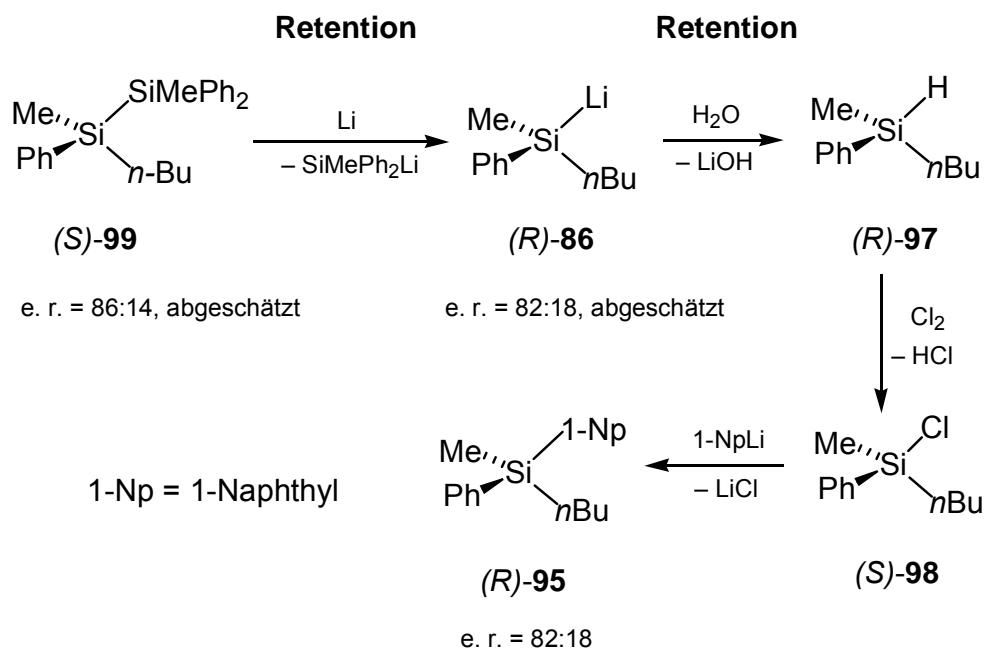 Retention Retention
Me Si SiMePh₂ Ph n-Bu
Li
– SiMePh₂Li
Me Si Li Ph nBu
H₂O
– LiOH
Me Si H Ph nBu
(S)-99 (R)-86 (R)-97
e. r. = 86:14, abgeschätzt e. r. = 82:18, abgeschätzt
Cl₂
– HCl
1-Np = 1-Naphthyl
Me Si 1-Np Ph nBu
1-NpLi
– LiCl
Me Si Cl Ph nBu
(R)-95 (S)-98
e. r. = 82:18